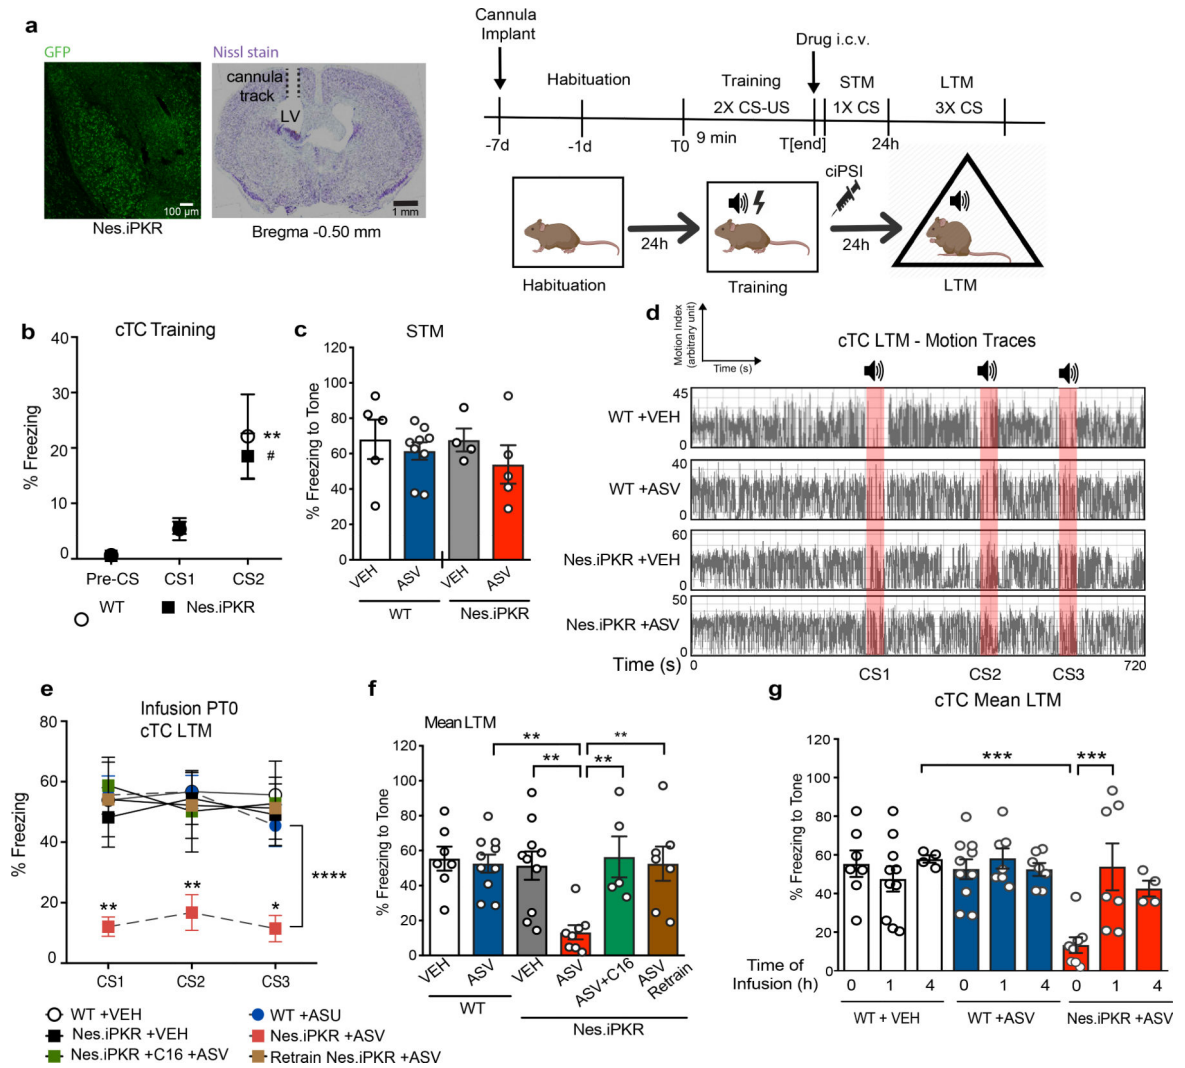 a
GFP
Nissl stain
cannula
track
LV
100 µm
1 mm
Nes.iPKR
Bregma -0.50 mm
Cannula
Implant
Drug i.c.v.
Habituation
Training
STM
LTM
2X CS-US
1X CS
3X CS
-7d
-1d
T0
9 min
T[end]
24h
ciPSI
24h
24h
Habituation
Training
LTM
b
cTC Training
% Freezing
40
30
20
10
0
**
#
Pre-CS
CS1
CS2
WT
Nes.iPKR
c
STM
% Freezing to Tone
120
100
80
60
40
20
0
VEH
ASV
VEH
ASV
WT
Nes.iPKR
d
Motion Index
(arbitrary unit)
Time (s)
cTC LTM - Motion Traces
WT +VEH
45
0
WT +ASV
40
0
Nes.iPKR +VEH
60
0
Nes.iPKR +ASV
50
0
Time (s)
0
720
CS1
CS2
CS3
e
Infusion PT0
cTC LTM
% Freezing
80
60
40
20
0
**
**
*
****
CS1
CS2
CS3
WT +VEH
WT +ASU
Nes.iPKR +VEH
Nes.iPKR +ASV
Nes.iPKR +C16 +ASV
Retrain Nes.iPKR +ASV
f
Mean LTM
% Freezing to Tone
120
100
80
60
40
20
0
**
**
**
**
VEH
ASV
VEH
ASV
ASV+C16
ASV
Retrain
WT
Nes.iPKR
g
cTC Mean LTM
% Freezing to Tone
120
100
80
60
40
20
0
***
***
Time of
Infusion (h)
0 1 4 0 1 4 0 1 4
WT + VEH
WT +ASV
Nes.iPKR +ASV